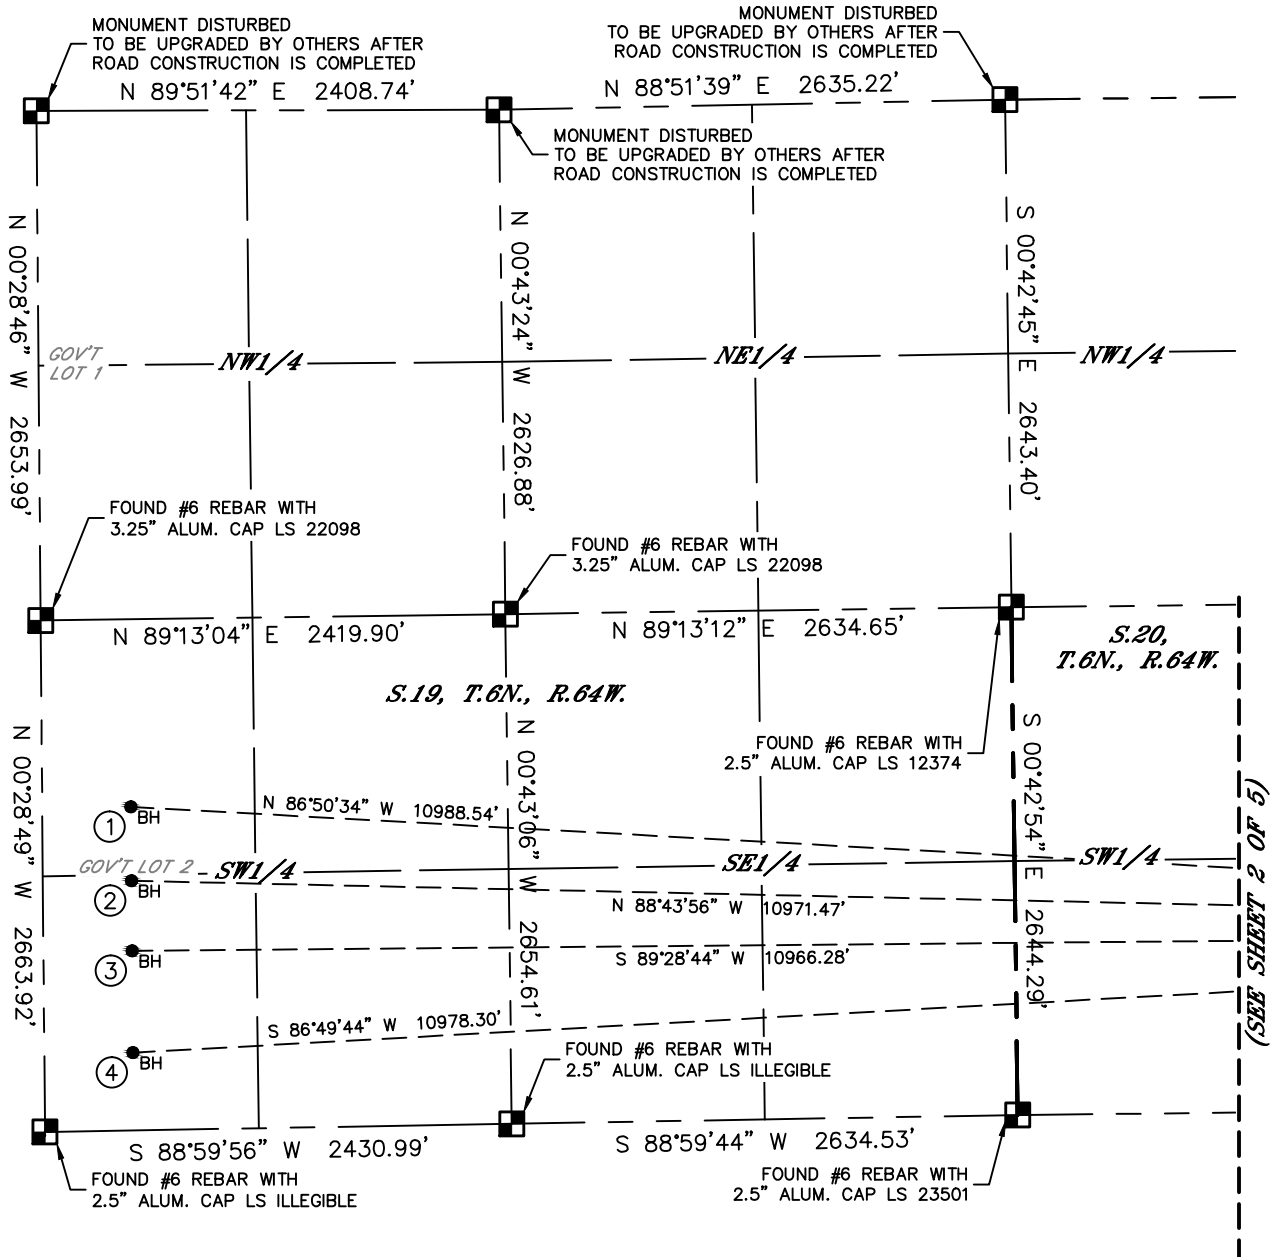 MONUMENT DISTURBED
TO BE UPGRADED BY OTHERS AFTER
ROAD CONSTRUCTION IS COMPLETED
MONUMENT DISTURBED
TO BE UPGRADED BY OTHERS AFTER
ROAD CONSTRUCTION IS COMPLETED
N 89°51'42" E 2408.74'
N 88°51'39" E 2635.22'
MONUMENT DISTURBED
TO BE UPGRADED BY OTHERS AFTER
ROAD CONSTRUCTION IS COMPLETED
N 00°28'46" W 2653.99'
N 00°43'24" W 2626.88'
S 00°42'45" E 2643.40'
GOV'T
LOT 1
NW1/4
NE1/4
NW1/4
FOUND #6 REBAR WITH
3.25" ALUM. CAP LS 22098
FOUND #6 REBAR WITH
3.25" ALUM. CAP LS 22098
N 89°13'04" E 2419.90'
N 89°13'12" E 2634.65'
S.20,
T.6N., R.64W.
S.19, T.6N., R.64W.
FOUND #6 REBAR WITH
2.5" ALUM. CAP LS 12374
N 00°28'49" W 2663.92'
N 00°43'06" W 2654.61'
S 00°42'54" E 2644.29'
(SEE SHEET 2 OF 5)
N 86°50'34" W 10988.54'
1
BH
GOV'T LOT 2
SW1/4
SE1/4
SW1/4
2
BH
N 88°43'56" W 10971.47'
3
BH
S 89°28'44" W 10966.28'
S 86°49'44" W 10978.30'
4
BH
FOUND #6 REBAR WITH
2.5" ALUM. CAP LS ILLEGIBLE
S 88°59'56" W 2430.99'
S 88°59'44" W 2634.53'
FOUND #6 REBAR WITH
2.5" ALUM. CAP LS ILLEGIBLE
FOUND #6 REBAR WITH
2.5" ALUM. CAP LS 23501